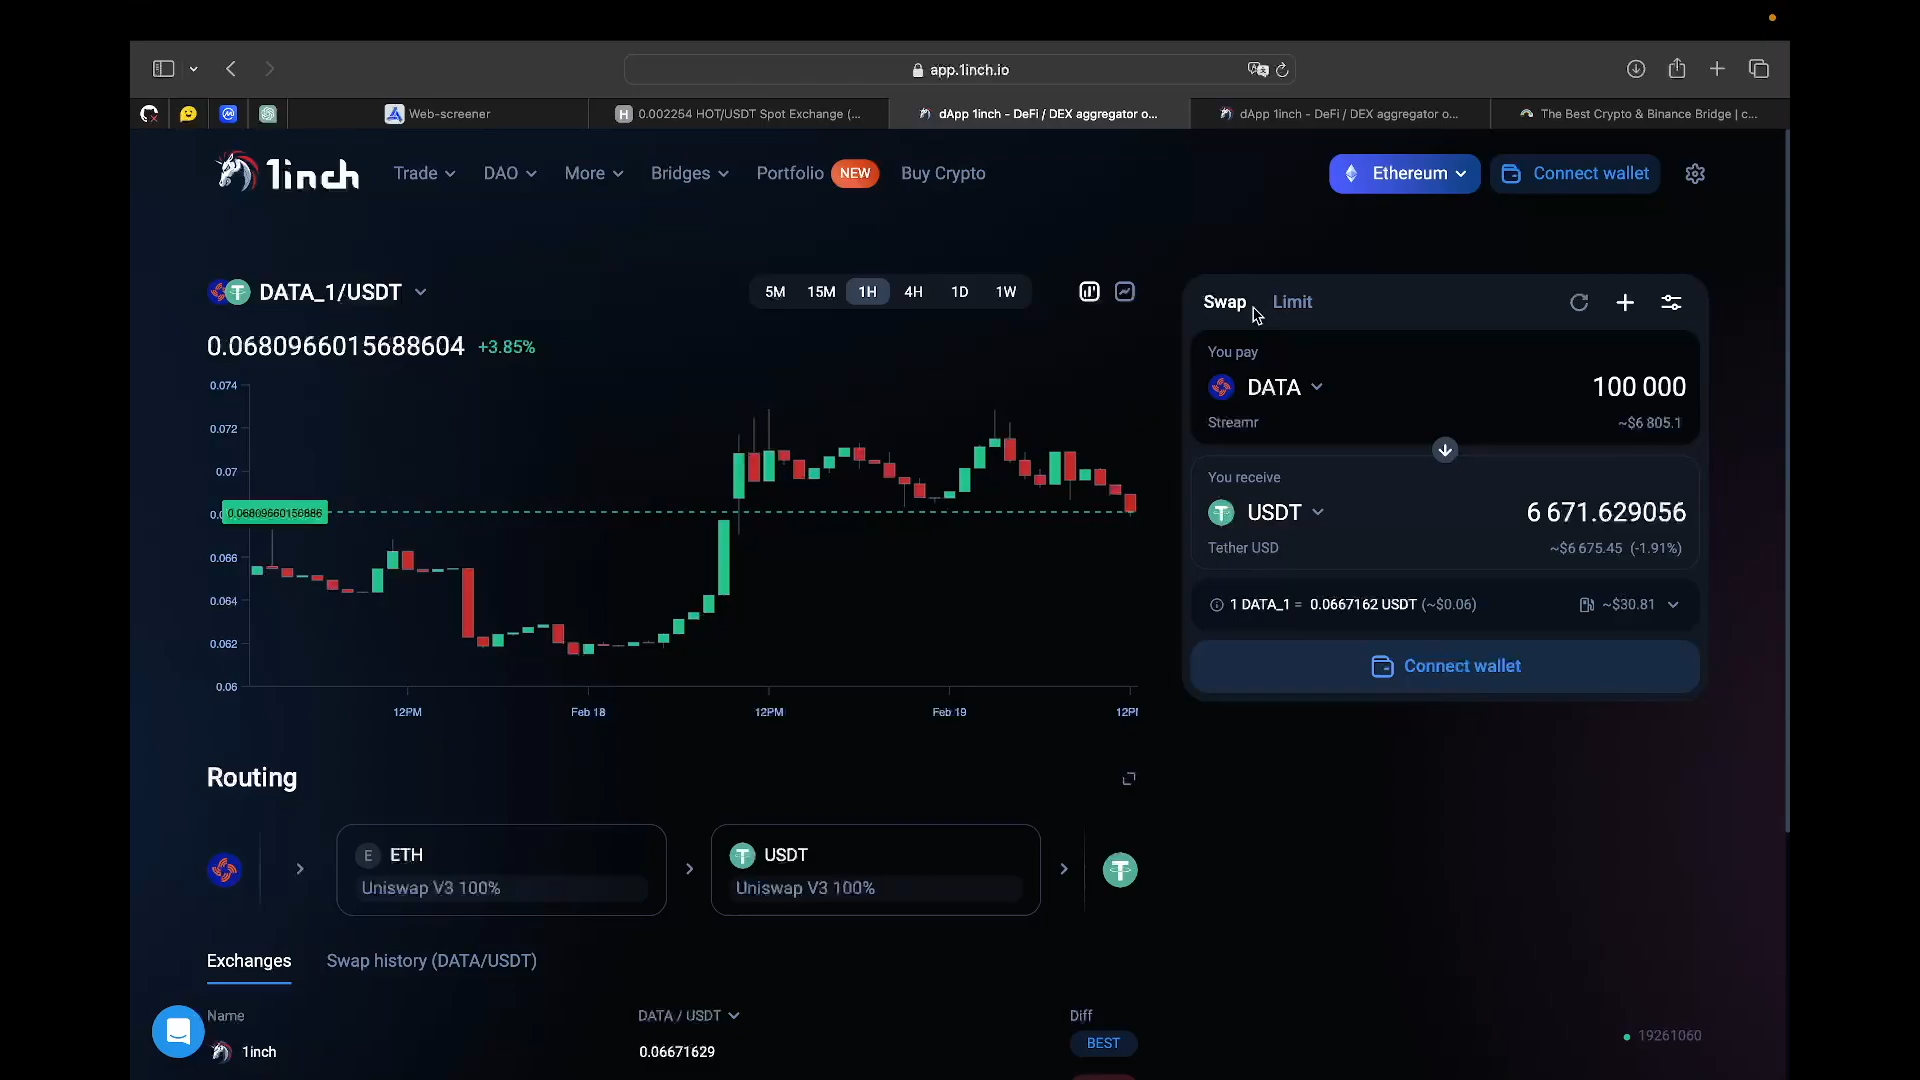 app.1inch.io
Web-screener
H 0.002254 HOT/USDT Spot Exchange (...
dApp 1inch - DeFi / DEX aggregator o...
dApp 1inch - DeFi / DEX aggregator o...
The Best Crypto & Binance Bridge | c...
1inch
Trade
DAO
More
Bridges
Portfolio NEW
Buy Crypto
Ethereum
Connect wallet
DATA_1/USDT
5M 15M 1H 4H 1D 1W
0.0680966015688604 +3.85%
0.074
0.072
0.07
0.06809660156886
0.066
0.064
0.062
0.06
12PM Feb 18 12PM Feb 19
Swap Limit
You pay
DATA 100 000
Streamr ~$6 805.1
You receive
USDT 6 671.629056
Tether USD ~$6 675.45 (-1.91%)
1 DATA_1 = 0.0667162 USDT (~$0.06) ~$30.81
Connect wallet
Routing
E ETH
Uniswap V3 100%
USDT
Uniswap V3 100%
Exchanges Swap history (DATA/USDT)
Name DATA / USDT Diff
1inch 0.06671629 BEST
19261060